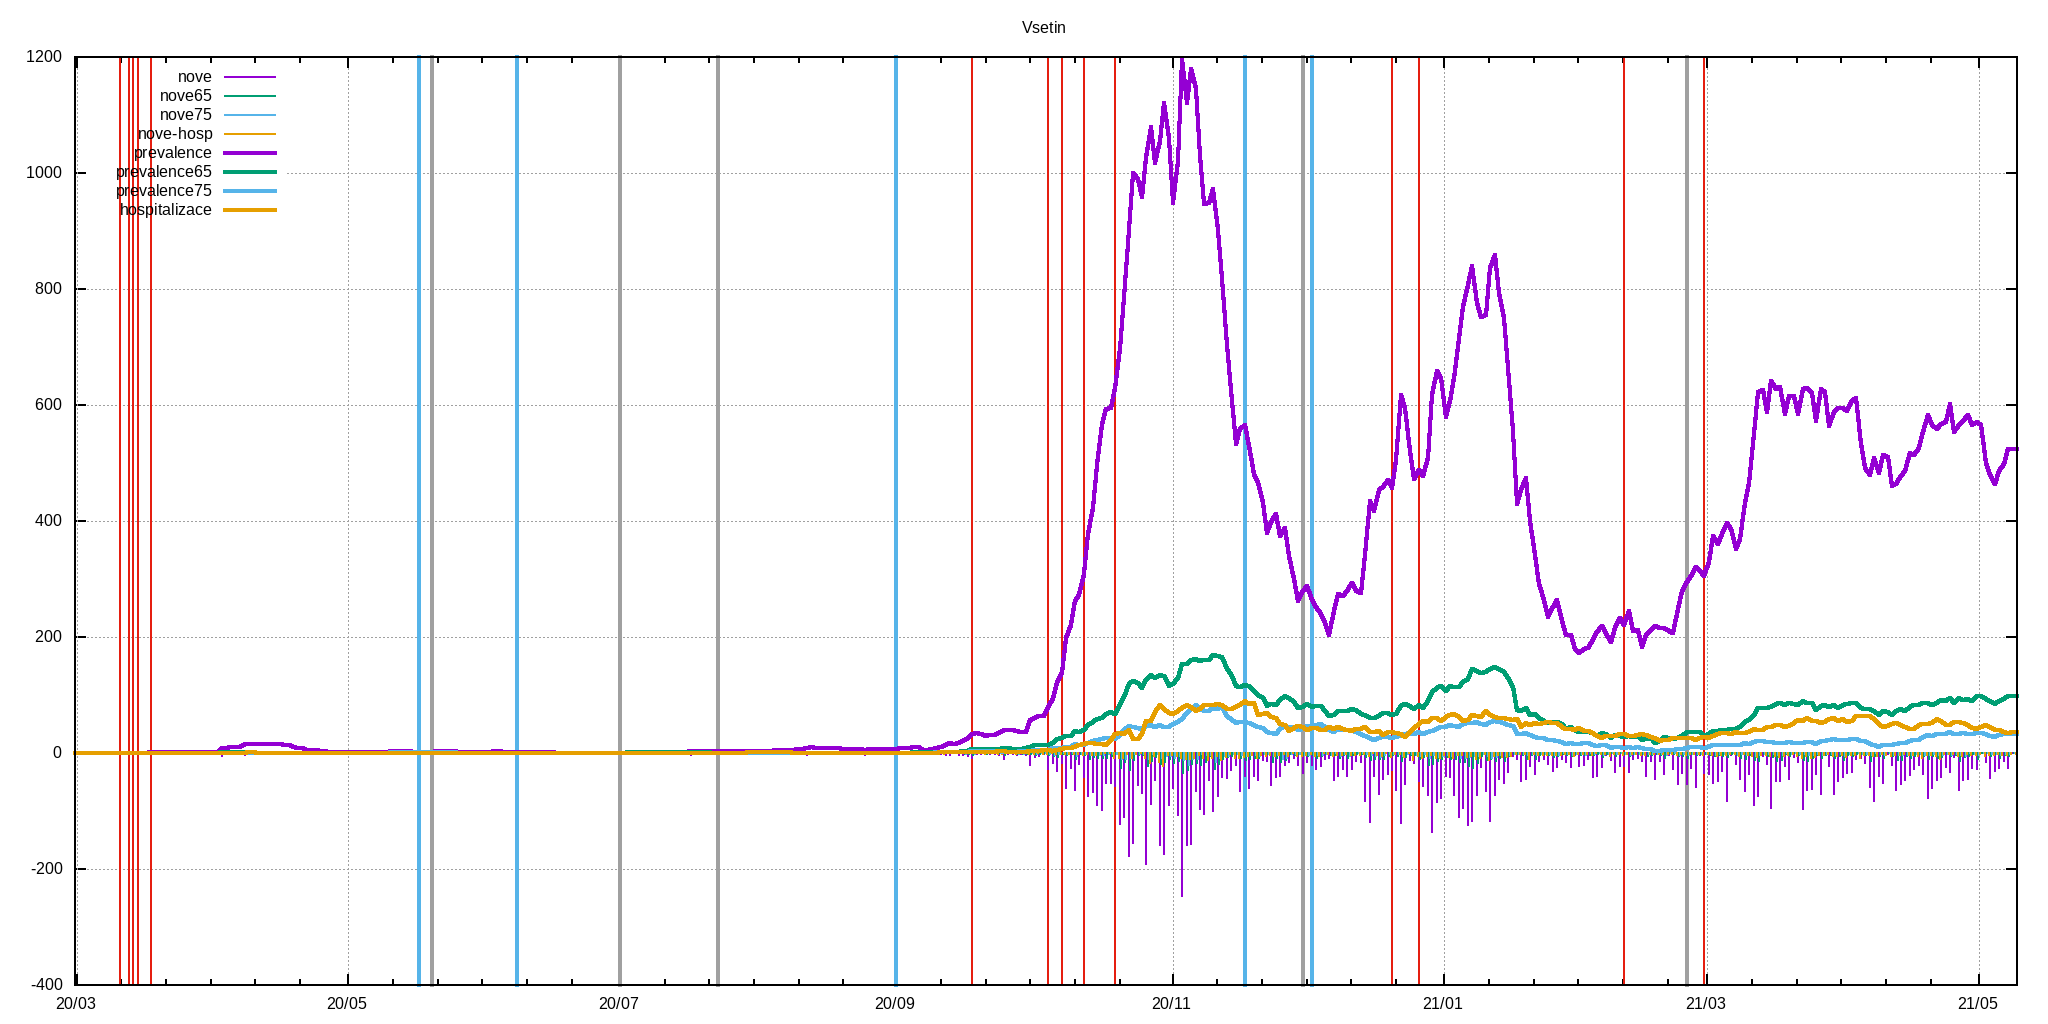 Vsetin
1200
1000
800
600
400
200
0
-200
-400
nove
nove65
nove75
nove-hosp
prevalence
prevalence65
prevalence75
hospitalizace
20/03 20/05 20/07 20/09 20/11 21/01 21/03 21/05